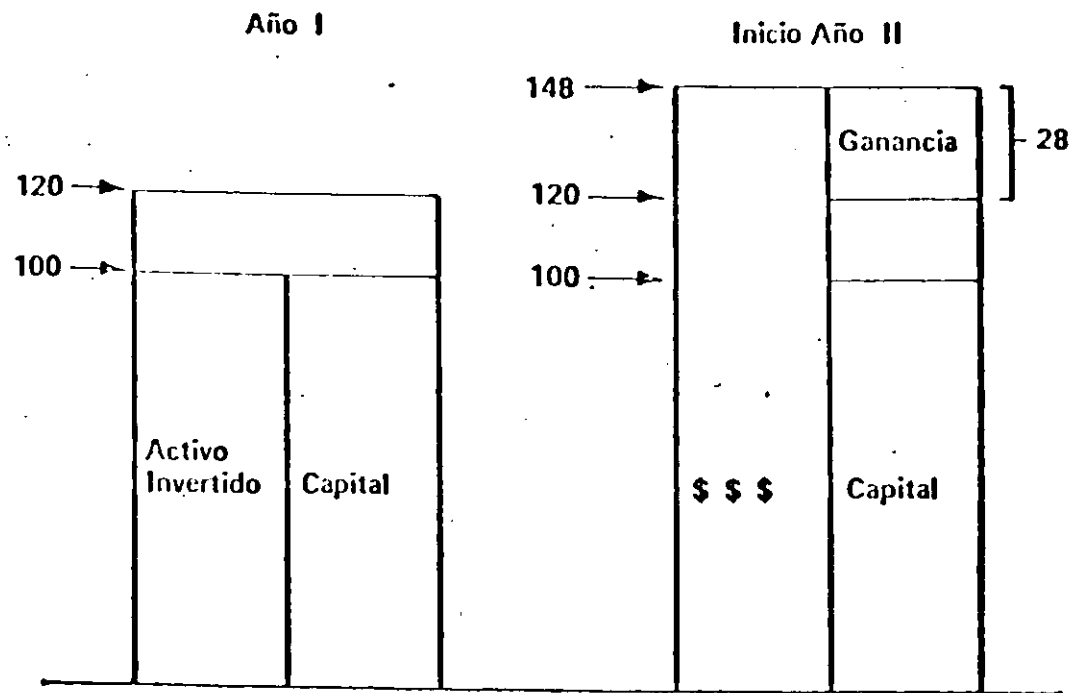 Año I
Inicio Año II
148
Ganancia
28
120
120
100
100
Activo
Invertido
Capital
$ $ $
Capital